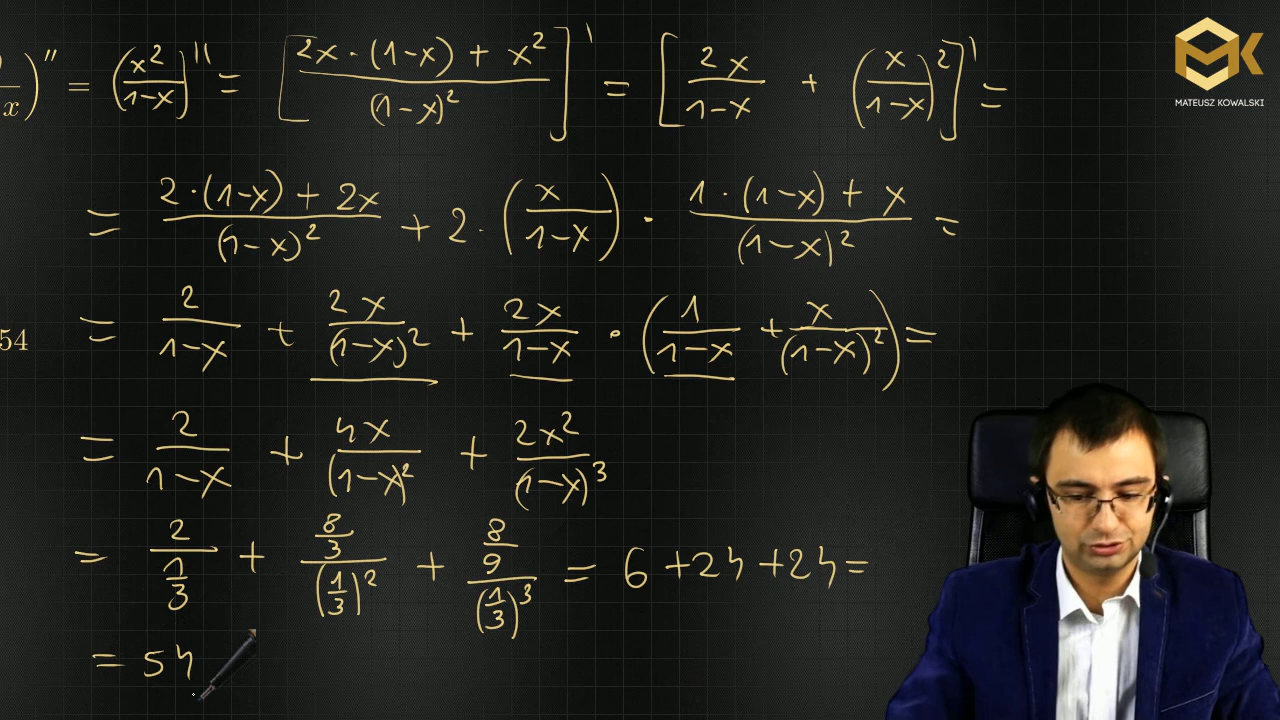 x)'' = (x²/(1-x))'' = [(2x · (1-x) + x²)/(1-x)²]' = [2x/(1-x) + (x/(1-x))²]' =
MATEUSZ KOWALSKI
= (2·(1-x) + 2x)/(1-x)² + 2·(x/(1-x)) · (1·(1-x) + x)/(1-x)² =
54 = 2/(1-x) + 2x/(1-x)² + 2x/(1-x) · (1/(1-x) + x/(1-x)²) =
= 2/(1-x) + 4x/(1-x)² + 2x²/(1-x)³
= 2/(1/3) + (8/3)/(1/3)² + (8/9)/(1/3)³ = 6 + 24 + 24 =
= 54